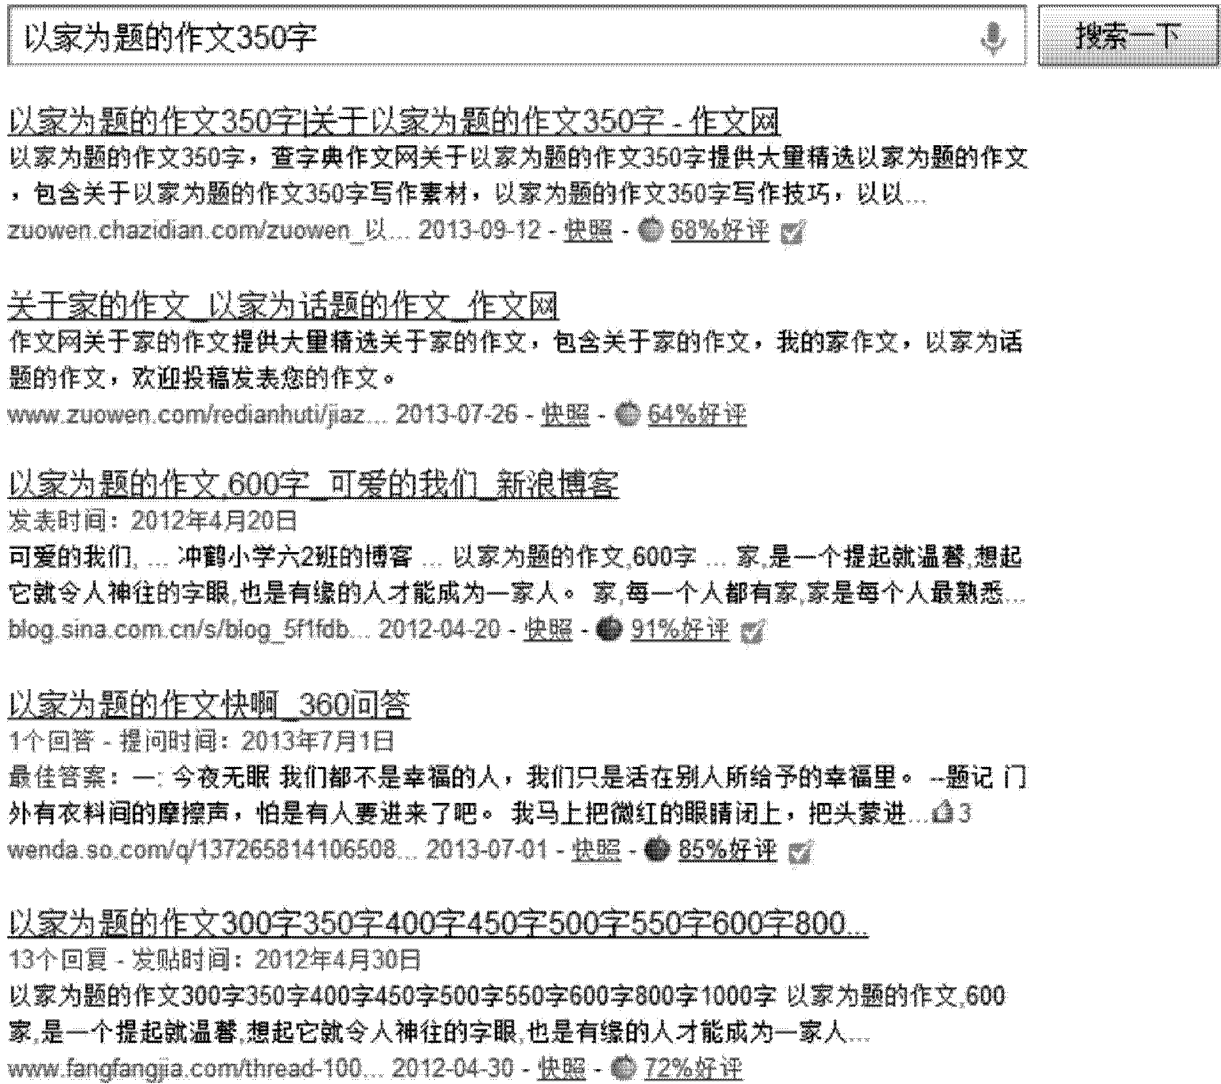 以家为题的作文350字
搜索一下
以家为题的作文350字|关于以家为题的作文350字 - 作文网
以家为题的作文350字，查字典作文网关于以家为题的作文350字提供大量精选以家为题的作文
，包含关于以家为题的作文350字写作素材，以家为题的作文350字写作技巧，以以...
zuowen.chazidian.com/zuowen_以... 2013-09-12 - 快照 - 68%好评
关于家的作文_以家为话题的作文_作文网
作文网关于家的作文提供大量精选关于家的作文，包含关于家的作文，我的家作文，以家为话
题的作文，欢迎投稿发表您的作文。
www.zuowen.com/redianhuti/jiaz... 2013-07-26 - 快照 - 64%好评
以家为题的作文,600字_可爱的我们_新浪博客
发表时间：2012年4月20日
可爱的我们, ... 冲鹤小学六2班的博客 ... 以家为题的作文,600字 ... 家,是一个提起就温馨,想起
它就令人神往的字眼,也是有缘的人才能成为一家人。 家,每一个人都有家,家是每个人最熟悉...
blog.sina.com.cn/s/blog_5f1fdb... 2012-04-20 - 快照 - 91%好评
以家为题的作文快啊_360问答
1个回答 - 提问时间：2013年7月1日
最佳答案：一: 今夜无眠 我们都不是幸福的人，我们只是活在别人所给予的幸福里。 --题记 门
外有衣料间的摩擦声，怕是有人要进来了吧。 我马上把微红的眼睛闭上，把头蒙进...3
wenda.so.com/q/137265814106508... 2013-07-01 - 快照 - 85%好评
以家为题的作文300字350字400字450字500字550字600字800...
13个回复 - 发贴时间：2012年4月30日
以家为题的作文300字350字400字450字500字550字600字800字1000字 以家为题的作文,600
家,是一个提起就温馨,想起它就令人神往的字眼,也是有缘的人才能成为一家人...
www.fangfangjia.com/thread-100... 2012-04-30 - 快照 - 72%好评